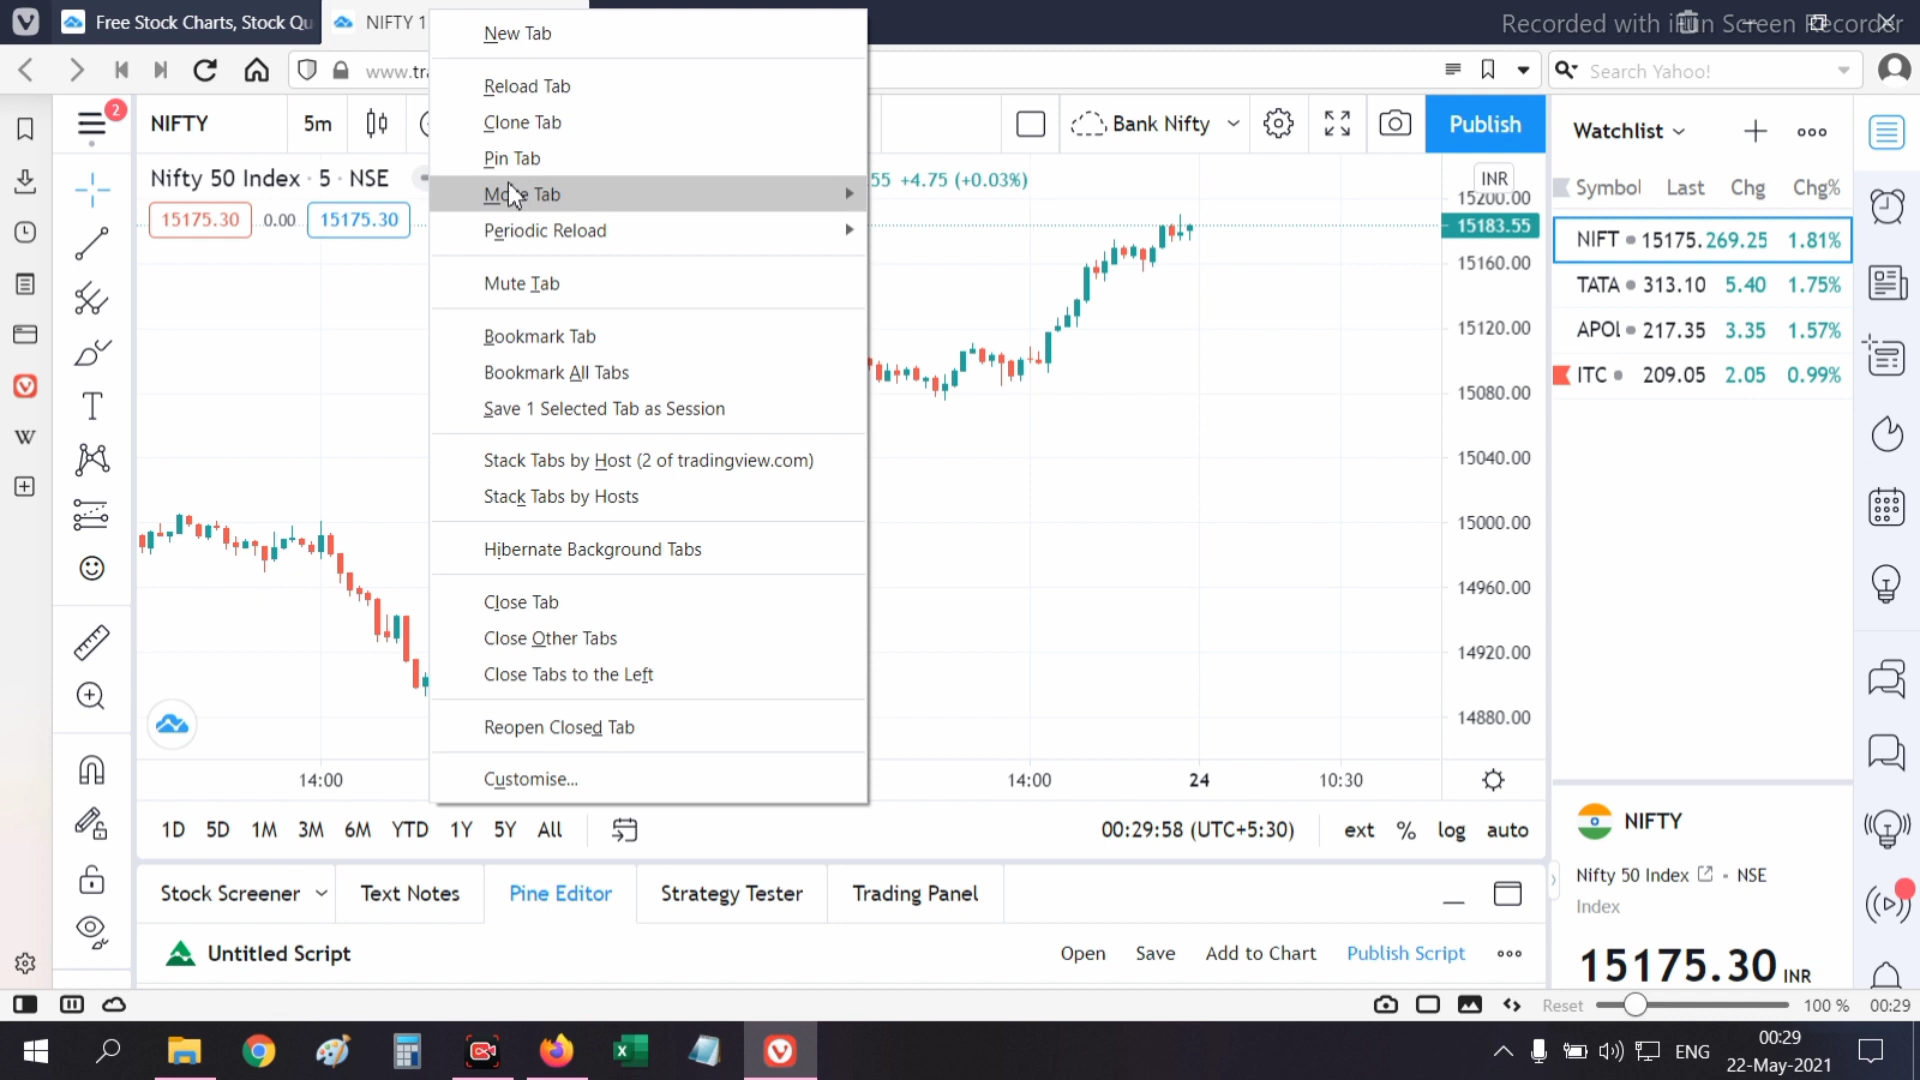 Free Stock Charts, Stock Qu
NIFTY 1
Recorded with iFun Screen Recorder
www.tr
Search Yahoo!
New Tab
Reload Tab
Clone Tab
Pin Tab
Move Tab
Periodic Reload
Mute Tab
Bookmark Tab
Bookmark All Tabs
Save 1 Selected Tab as Session
Stack Tabs by Host (2 of tradingview.com)
Stack Tabs by Hosts
Hibernate Background Tabs
Close Tab
Close Other Tabs
Close Tabs to the Left
Reopen Closed Tab
Customise...
2
NIFTY
5m
Bank Nifty
Publish
Nifty 50 Index · 5 · NSE
55 +4.75 (+0.03%)
15175.30 0.00 15175.30
INR
15200.00
15183.55
15160.00
15120.00
15080.00
15040.00
15000.00
14960.00
14920.00
14880.00
14:00
14:00
24
10:30
1D 5D 1M 3M 6M YTD 1Y 5Y All
00:29:58 (UTC+5:30)
ext % log auto
Stock Screener
Text Notes
Pine Editor
Strategy Tester
Trading Panel
Untitled Script
Open Save Add to Chart Publish Script
Watchlist
Symbol Last Chg Chg%
NIFT 15175. 269.25 1.81%
TATA 313.10 5.40 1.75%
APOL 217.35 3.35 1.57%
ITC 209.05 2.05 0.99%
NIFTY
Nifty 50 Index · NSE
Index
15175.30 INR
W
Reset 100 % 00:29
ENG
00:29
22-May-2021